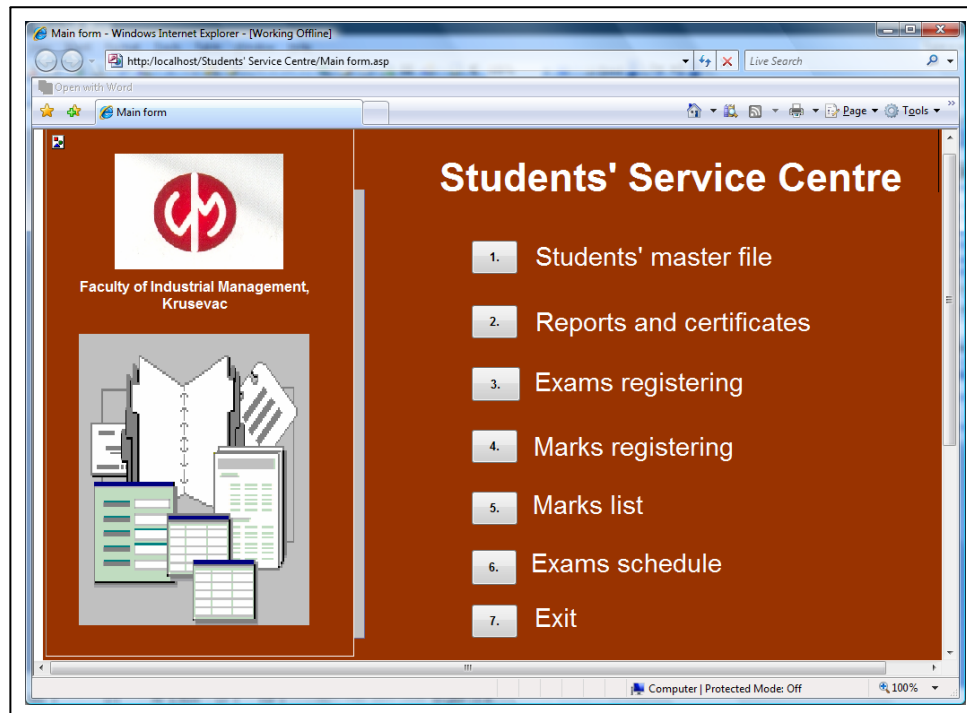 Main form - Windows Internet Explorer - [Working Offline]
http:/localhost/Students' Service Centre/Main form.asp
Live Search
Open with Word
Main form
Page
Tools
Students' Service Centre
Faculty of Industrial Management,
Krusevac
1. Students' master file
2. Reports and certificates
3. Exams registering
4. Marks registering
5. Marks list
6. Exams schedule
7. Exit
Computer | Protected Mode: Off
100%